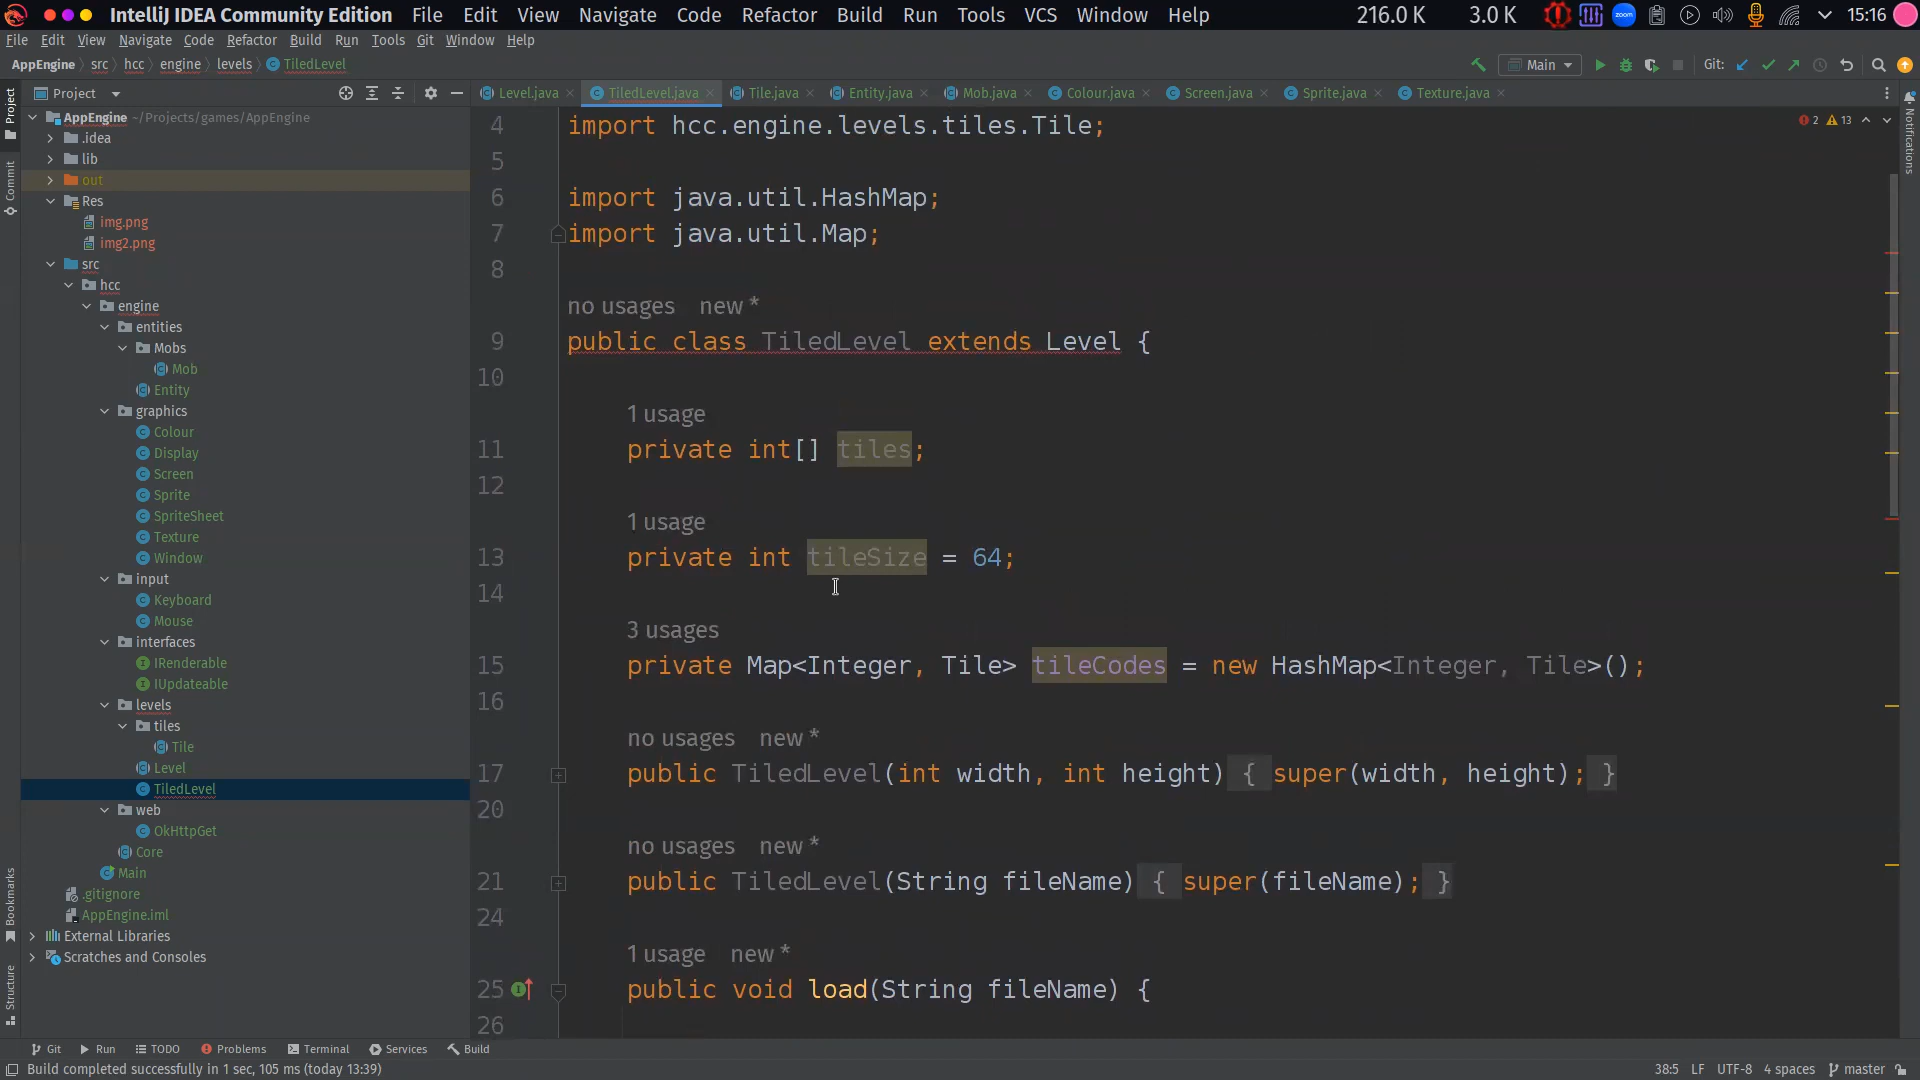 IntelliJ IDEA Community Edition File Edit View Navigate Code Refactor Build Run Tools VCS Window Help 216.0 K 3.0 K zoom 15:16
File Edit View Navigate Code Refactor Build Run Tools Git Window Help
AppEngine src hcc engine levels TiledLevel Main Git:
Project
Level.java TiledLevel.java Tile.java Entity.java Mob.java Colour.java Screen.java Sprite.java Texture.java
Project
Commit
Bookmarks
Structure
AppEngine ~/Projects/games/AppEngine
.idea
lib
out
Res
img.png
img2.png
src
hcc
engine
entities
Mobs
Mob
Entity
graphics
Colour
Display
Screen
Sprite
SpriteSheet
Texture
Window
input
Keyboard
Mouse
interfaces
IRenderable
IUpdateable
levels
tiles
Tile
Level
TiledLevel
web
OkHttpGet
Core
Main
.gitignore
AppEngine.iml
External Libraries
Scratches and Consoles
4 import hcc.engine.levels.tiles.Tile;
5
6 import java.util.HashMap;
7 import java.util.Map;
8
no usages new *
9 public class TiledLevel extends Level {
10
1 usage
11 private int[] tiles;
12
1 usage
13 private int tileSize = 64;
14
3 usages
15 private Map<Integer, Tile> tileCodes = new HashMap<Integer, Tile>();
16
no usages new *
17 public TiledLevel(int width, int height) { super(width, height); }
20
no usages new *
21 public TiledLevel(String fileName) { super(fileName); }
24
1 usage new *
25 public void load(String fileName) {
26
2 13
Notifications
Git Run TODO Problems Terminal Services Build
Build completed successfully in 1 sec, 105 ms (today 13:39) 38:5 LF UTF-8 4 spaces master